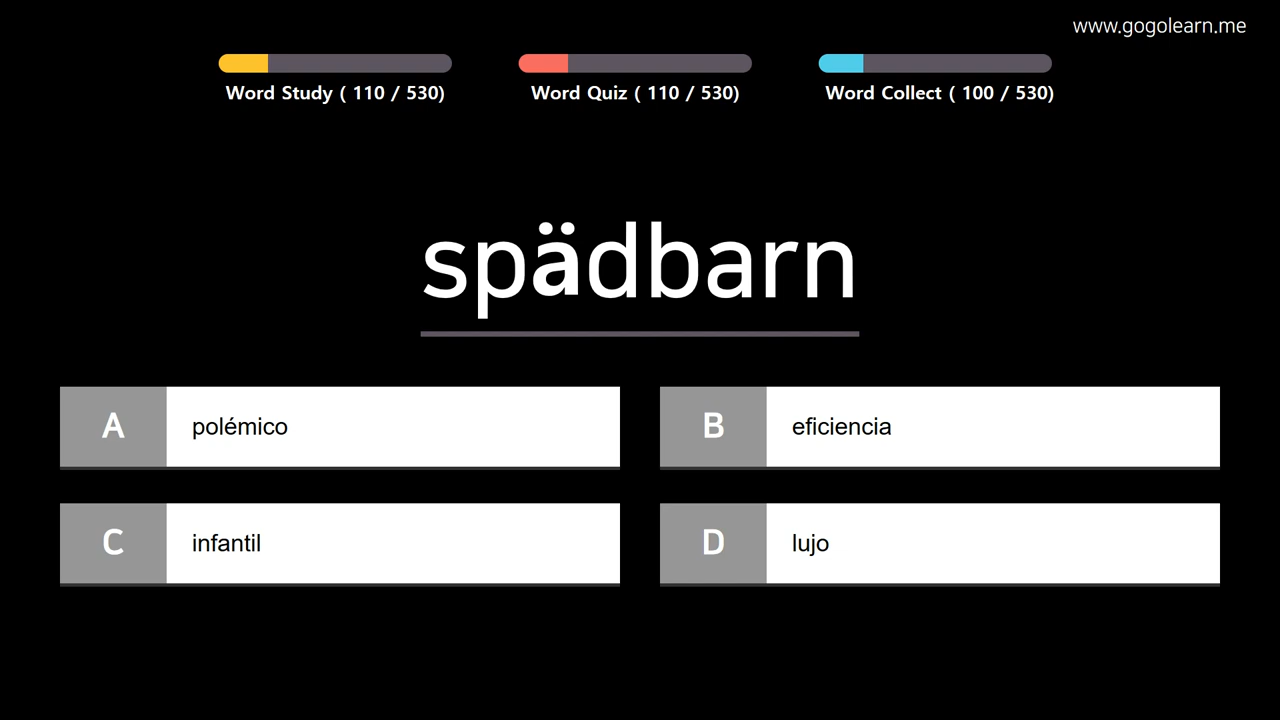 www.gogolearn.me
Word Study ( 110 / 530)
Word Quiz ( 110 / 530)
Word Collect ( 100 / 530)
spädbarn
A polémico
B eficiencia
C infantil
D lujo